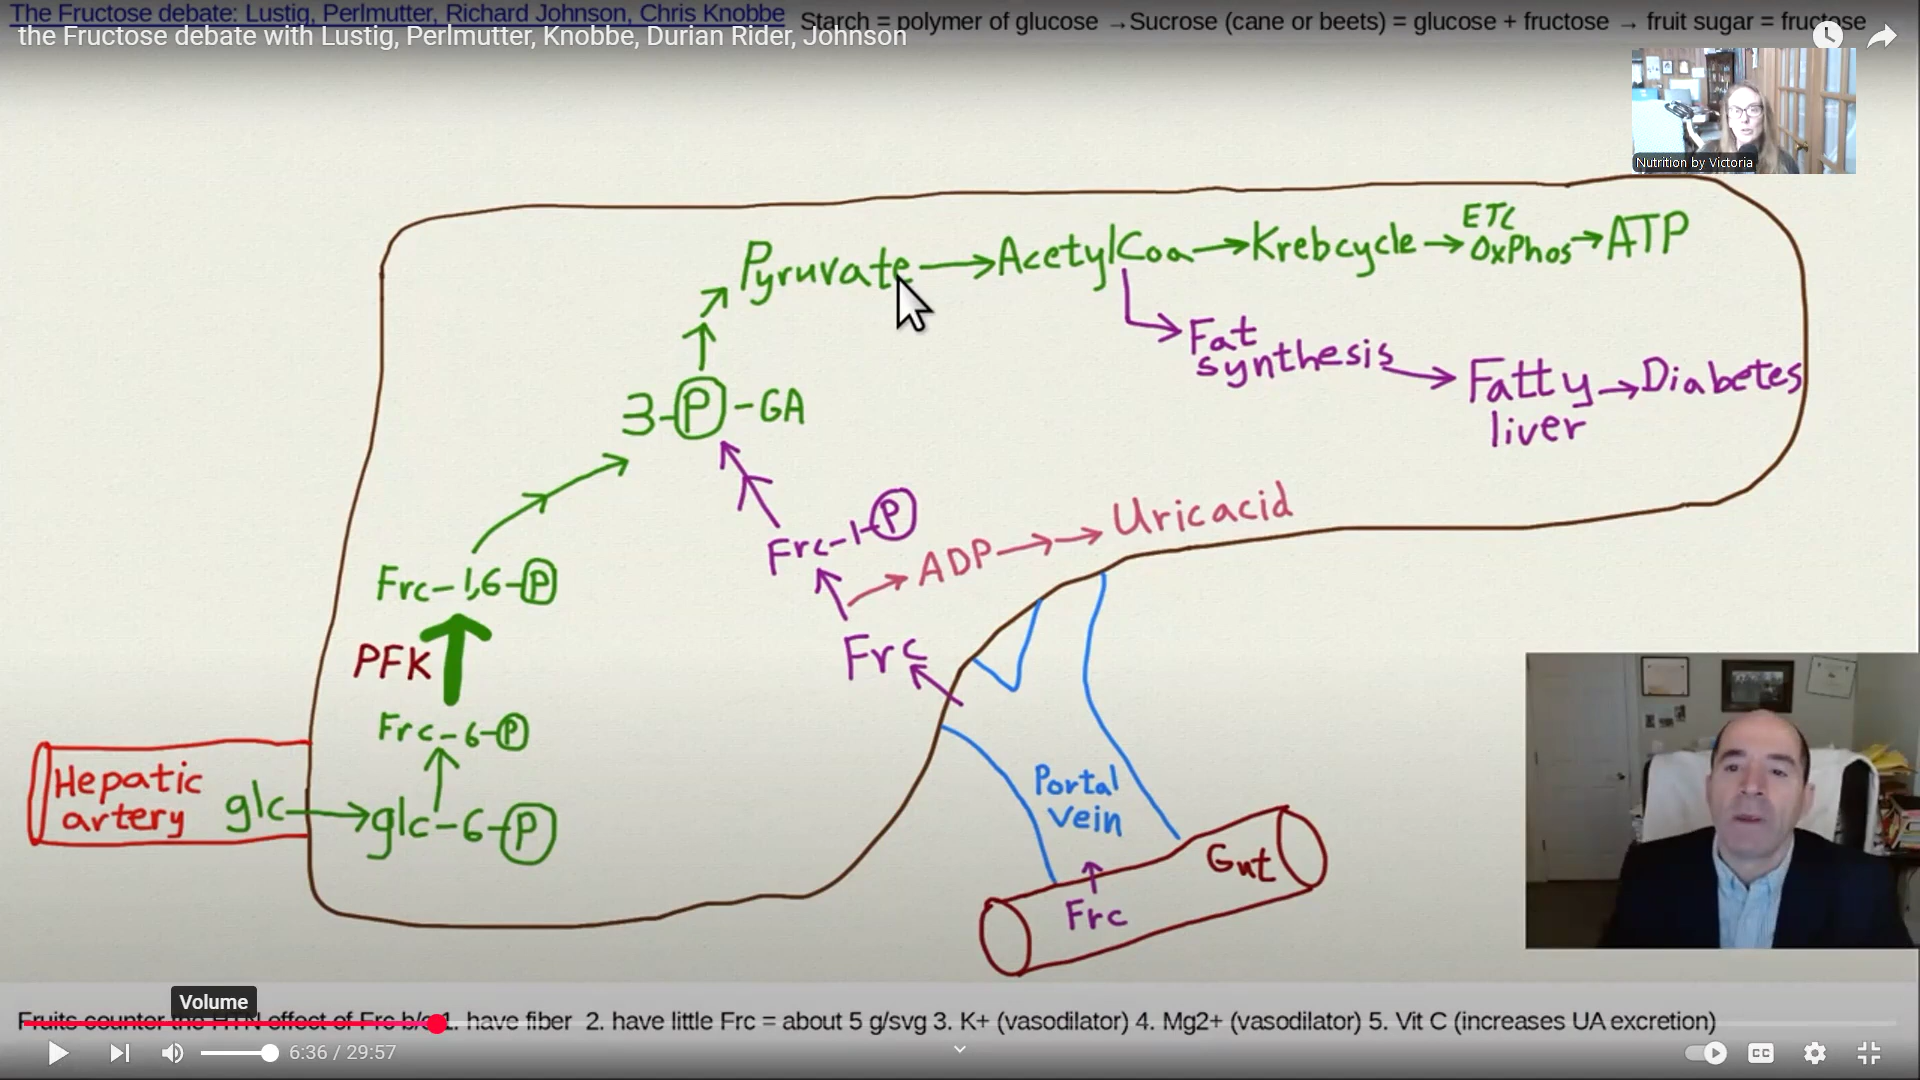 The Fructose debate: Lustig, Perlmutter, Richard Johnson, Chris Knobbe
Starch = polymer of glucose →Sucrose (cane or beets) = glucose + fructose → fruit sugar = fructose
the Fructose debate with Lustig, Perlmutter, Knobbe, Durian Rider, Johnson
Nutrition by Victoria
Pyruvate → AcetylCoa → Krebcycle → ETC OxPhos → ATP
Fat synthesis → Fatty liver → Diabetes
3-P-GA
Frc-1-P
ADP →→ Uric acid
Frc-1,6-P
PFK
Frc
Frc-6-P
Hepatic artery
glc → glc-6-P
Portal vein
Gut
Frc
Volume
Fruits counter the HTN effect of Frc b/c 1. have fiber 2. have little Frc = about 5 g/svg 3. K+ (vasodilator) 4. Mg2+ (vasodilator) 5. Vit C (increases UA excretion)
6:36 / 29:57
CC